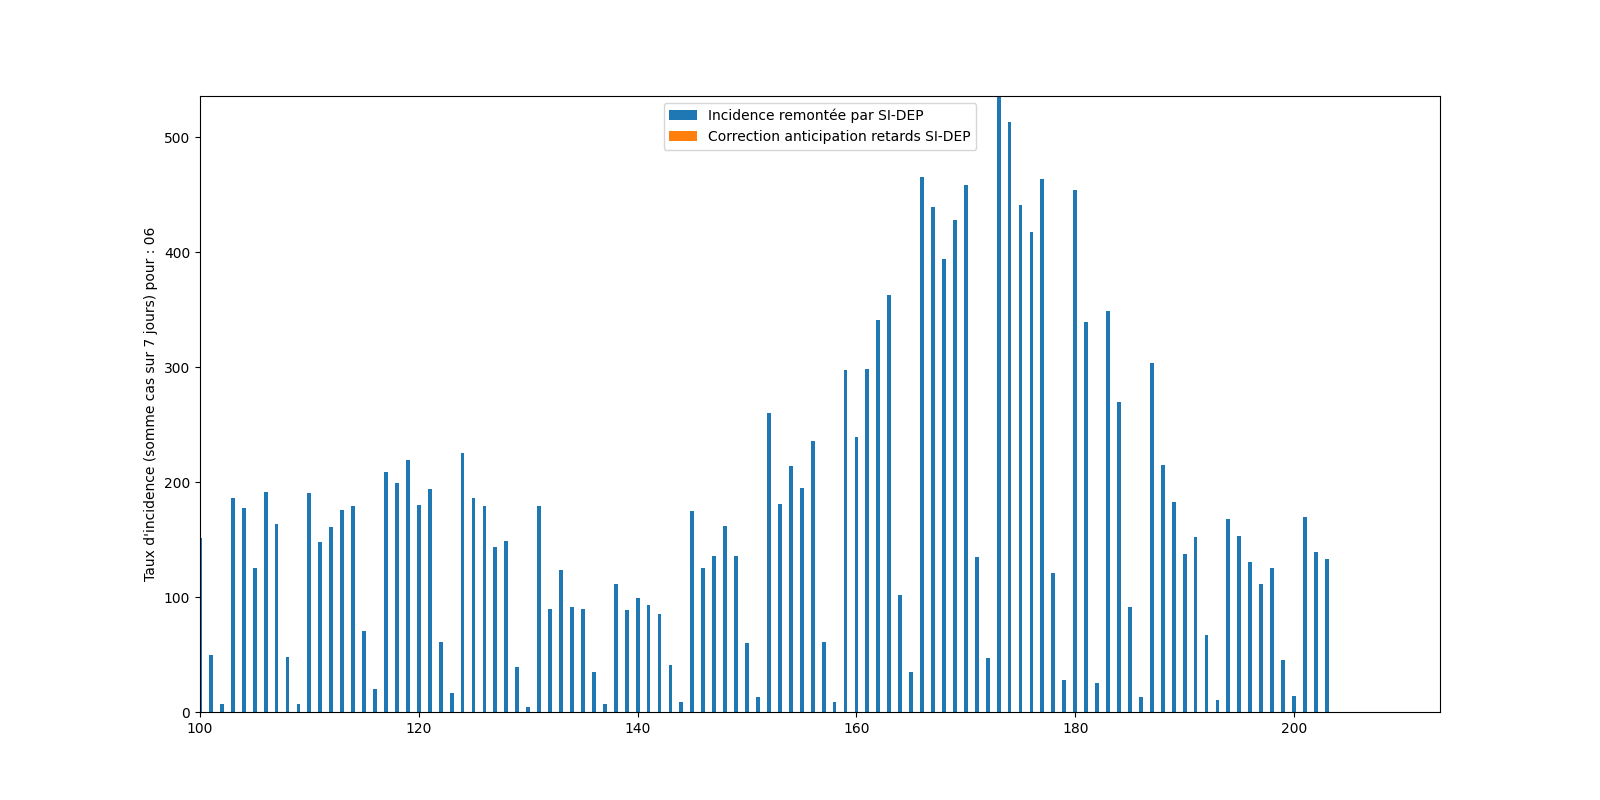 Incidence remontée par SI-DEP
Correction anticipation retards SI-DEP
Taux d'incidence (somme cas sur 7 jours) pour : 06
500
400
300
200
100
0
100 120 140 160 180 200